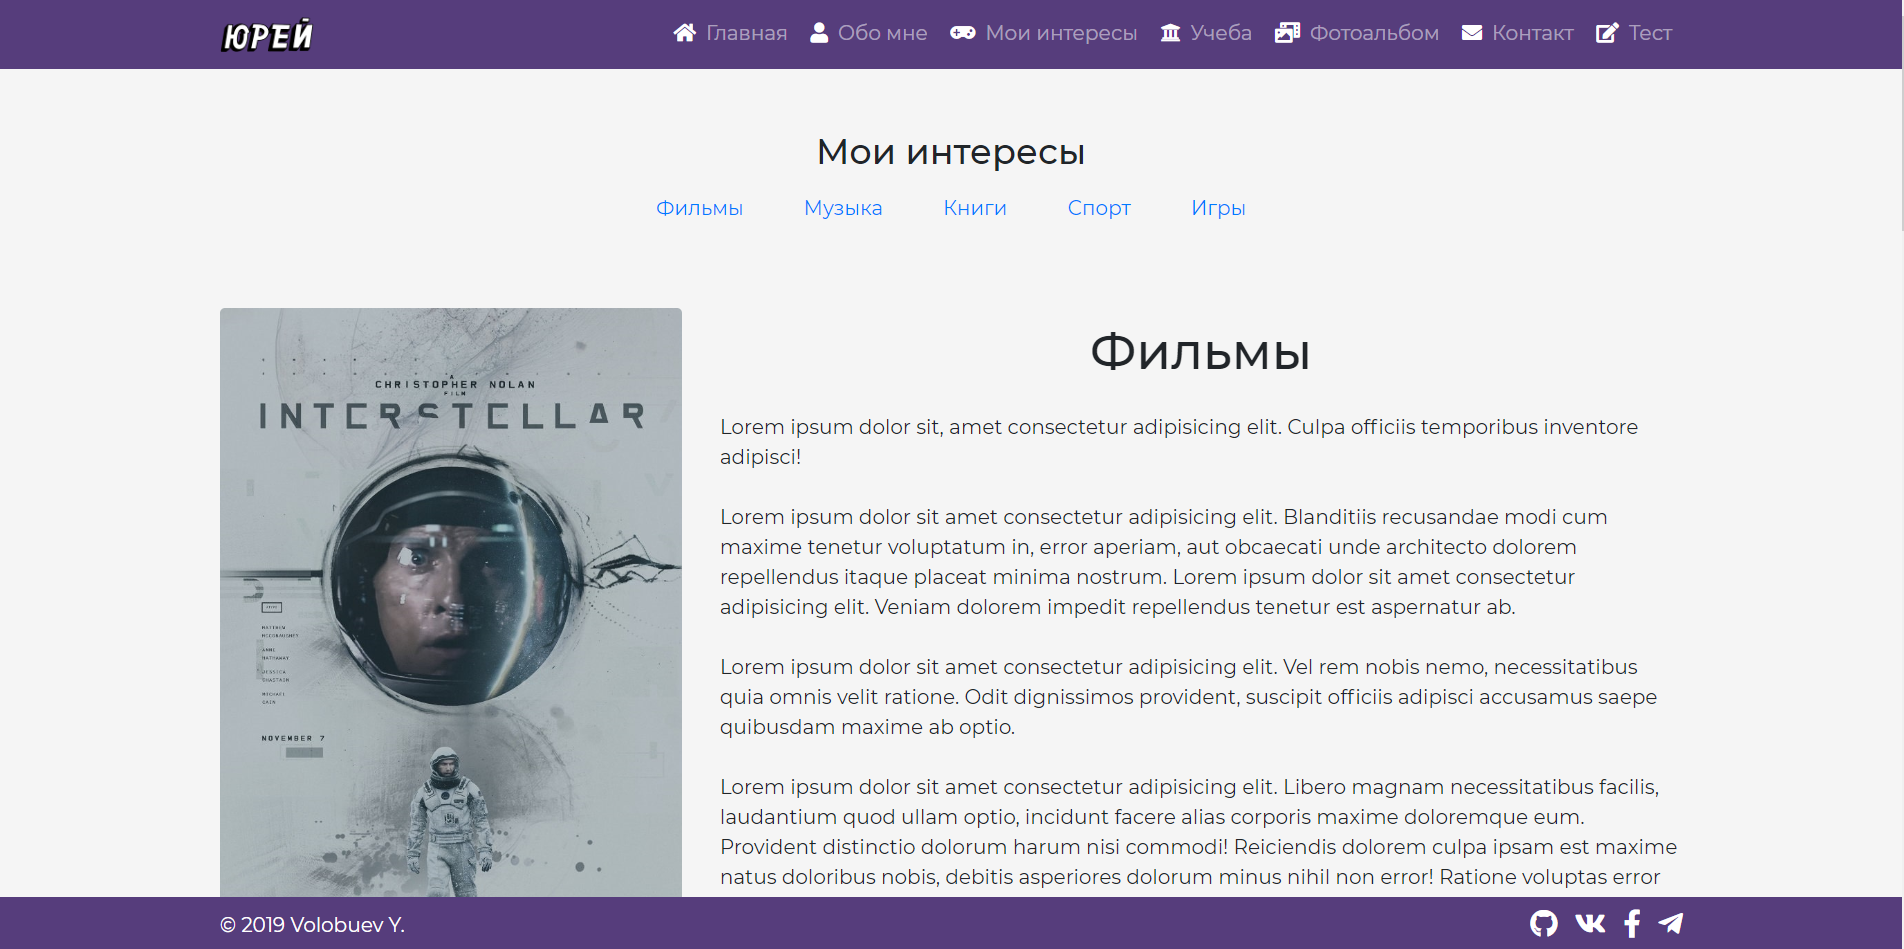 ЮРЕЙ
Главная
Обо мне
Мои интересы
Учеба
Фотоальбом
Контакт
Тест
Мои интересы
Фильмы
Музыка
Книги
Спорт
Игры
A
CHRISTOPHER NOLAN
FILM
INTERSTELLAR
MATTHEW
MCCONAUGHEY
ANNE
HATHAWAY
JESSICA
CHASTAIN
MICHAEL
NOVEMBER 7
Фильмы
Lorem ipsum dolor sit, amet consectetur adipisicing elit. Culpa officiis temporibus inventore
adipisci!
Lorem ipsum dolor sit amet consectetur adipisicing elit. Blanditiis recusandae modi cum
maxime tenetur voluptatum in, error aperiam, aut obcaecati unde architecto dolorem
repellendus itaque placeat minima nostrum. Lorem ipsum dolor sit amet consectetur
adipisicing elit. Veniam dolorem impedit repellendus tenetur est aspernatur ab.
Lorem ipsum dolor sit amet consectetur adipisicing elit. Vel rem nobis nemo, necessitatibus
quia omnis velit ratione. Odit dignissimos provident, suscipit officiis adipisci accusamus saepe
quibusdam maxime ab optio.
Lorem ipsum dolor sit amet consectetur adipisicing elit. Libero magnam necessitatibus facilis,
laudantium quod ullam optio, incidunt facere alias corporis maxime doloremque eum.
Provident distinctio dolorum harum nisi commodi! Reiciendis dolorem culpa ipsam est maxime
natus doloribus nobis, debitis asperiores dolorum minus nihil non error! Ratione voluptas error
© 2019 Volobuev Y.